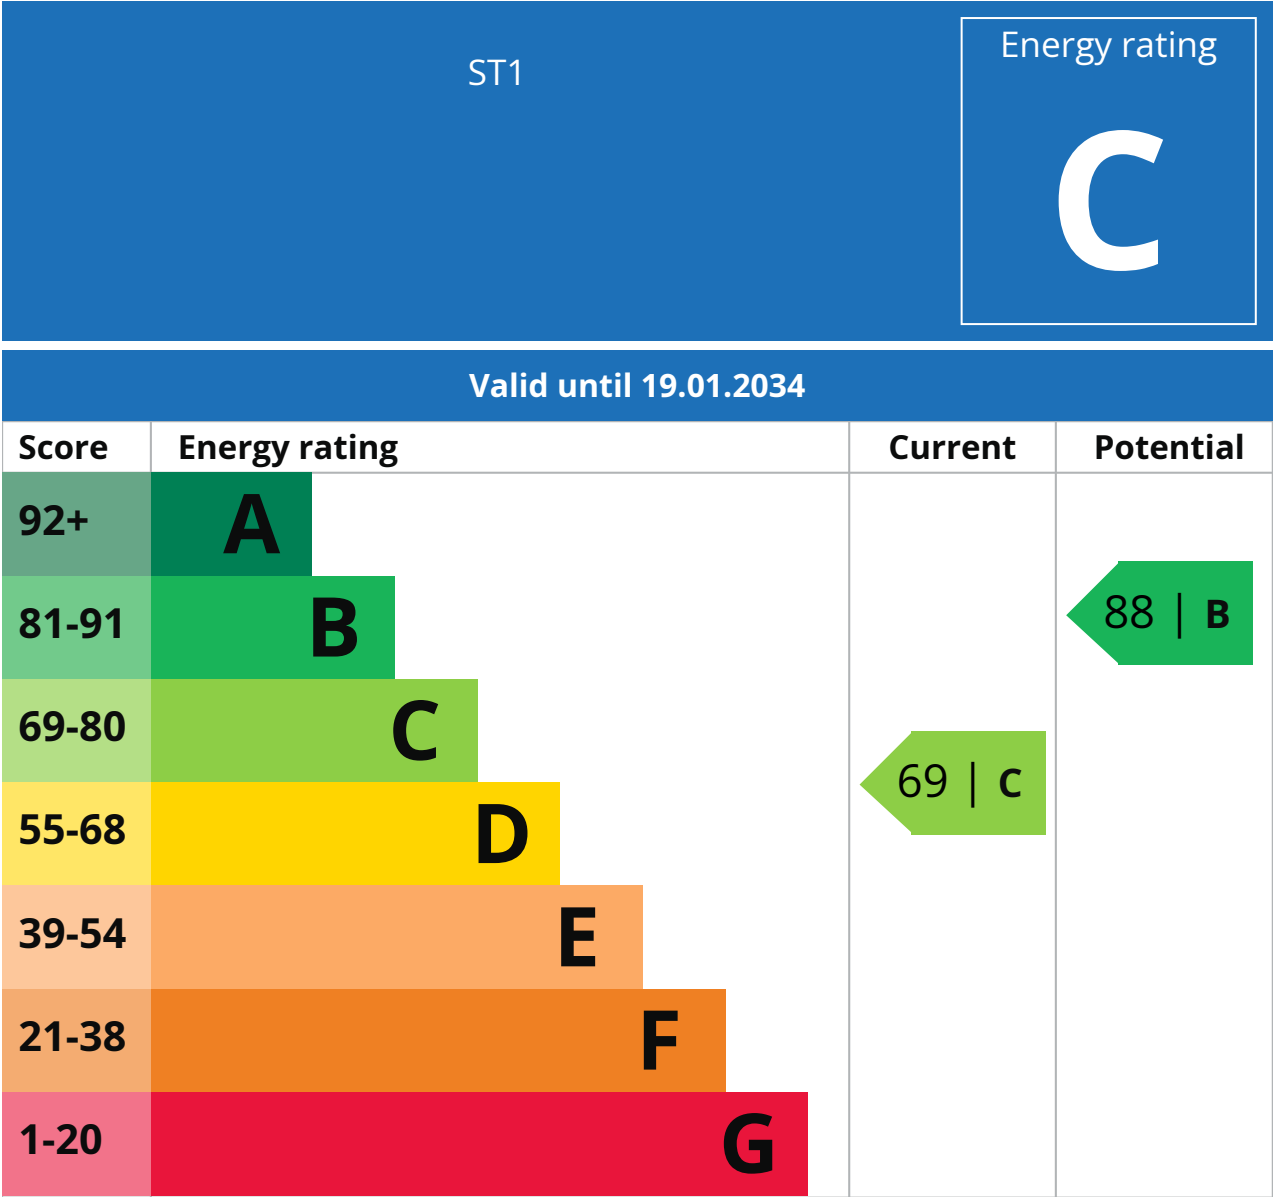 ST1
Energy rating
C
Valid until 19.01.2034
Score Energy rating Current Potential
92+ A
81-91 B
88 | B
69-80 C
69 | C
55-68 D
39-54 E
21-38 F
1-20 G